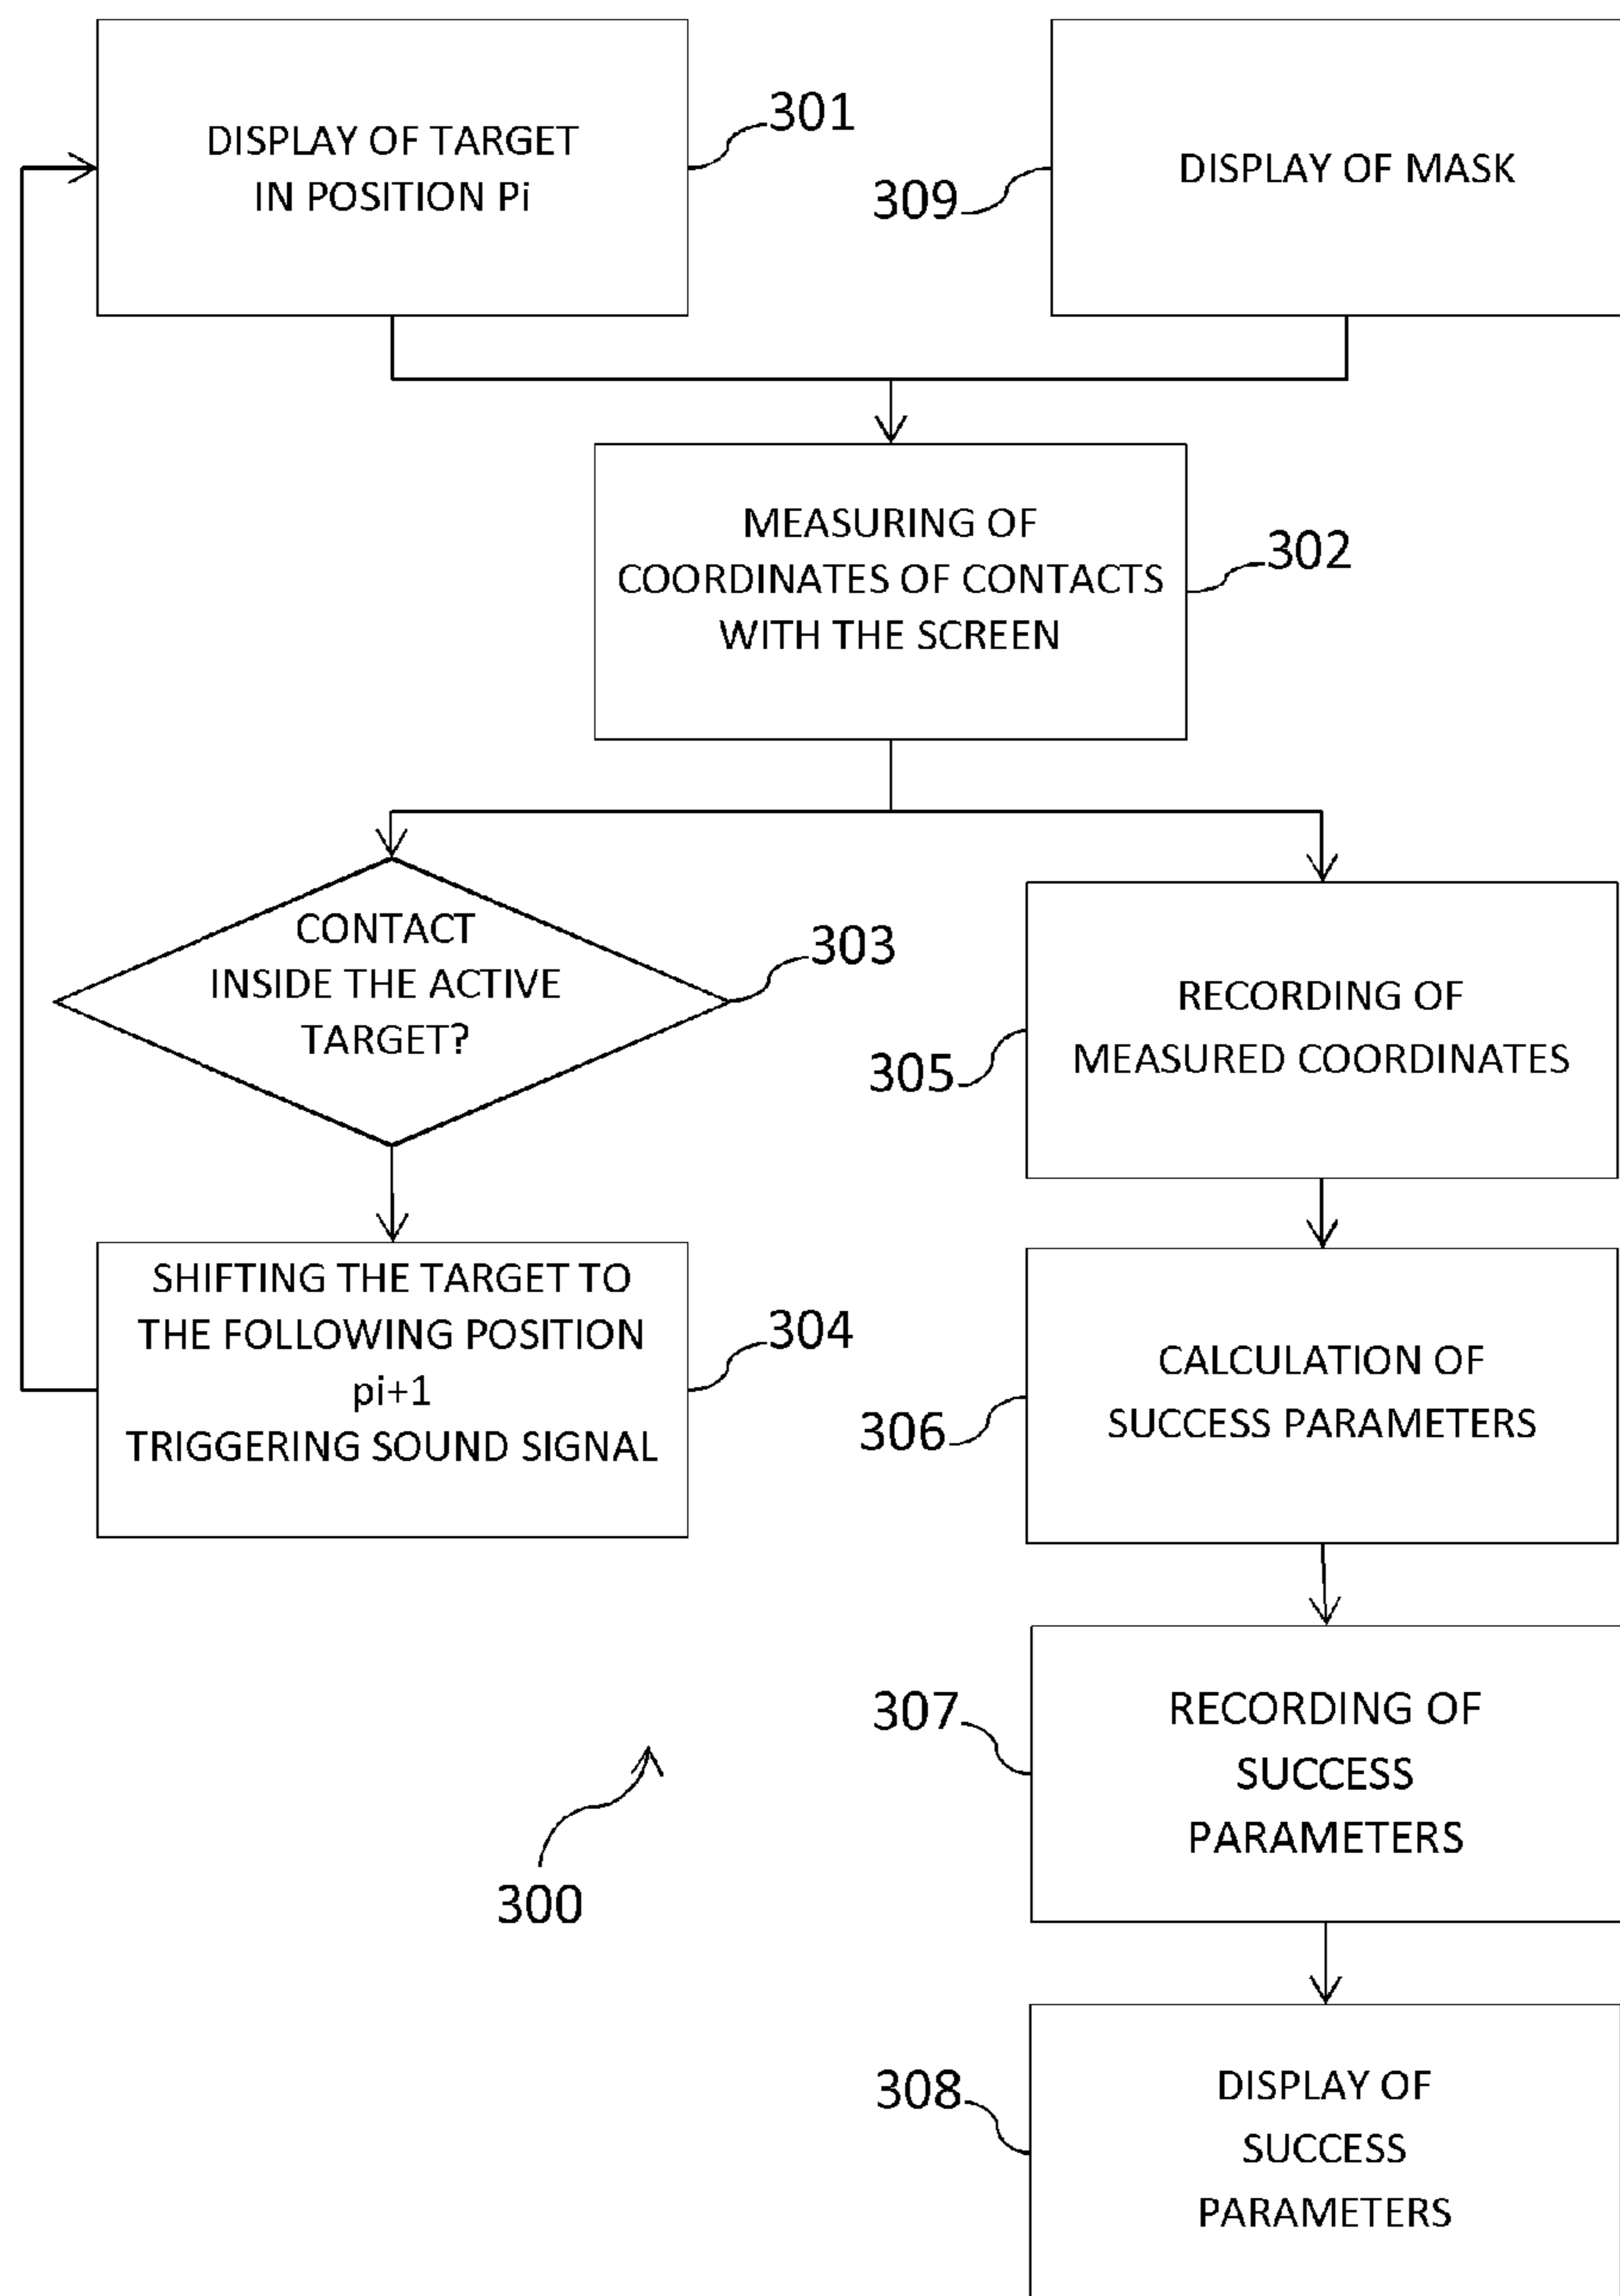 DISPLAY OF TARGET
IN POSITION Pi
301
309
DISPLAY OF MASK
MEASURING OF
COORDINATES OF CONTACTS
WITH THE SCREEN
302
CONTACT
INSIDE THE ACTIVE
TARGET?
303
305
RECORDING OF
MEASURED COORDINATES
SHIFTING THE TARGET TO
THE FOLLOWING POSITION
pi+1
TRIGGERING SOUND SIGNAL
304
306
CALCULATION OF
SUCCESS PARAMETERS
307
RECORDING OF
SUCCESS
PARAMETERS
300
308
DISPLAY OF
SUCCESS
PARAMETERS